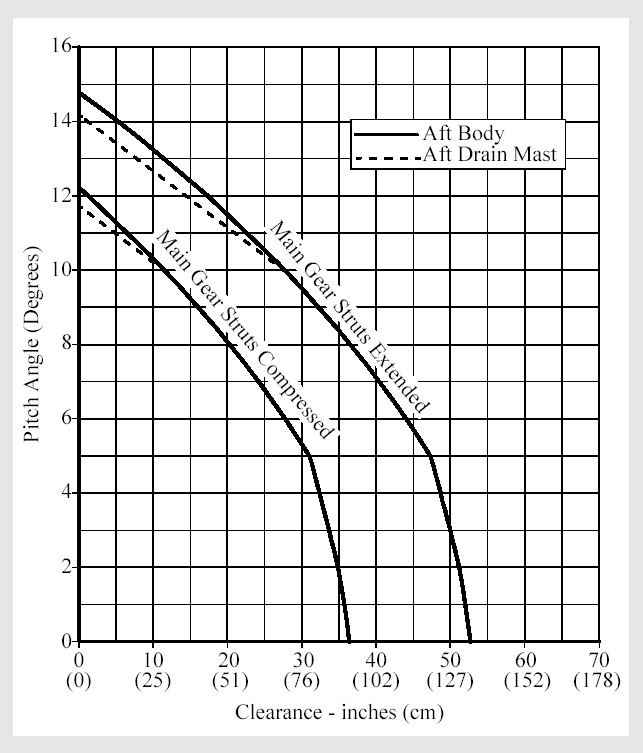 16
14
12
10
8
6
4
2
0
Pitch Angle (Degrees)
Aft Body
Aft Drain Mast
Main Gear Struts Extended
Main Gear Struts Compressed
0 10 20 30 40 50 60 70
(0) (25) (51) (76) (102) (127) (152) (178)
Clearance - inches (cm)